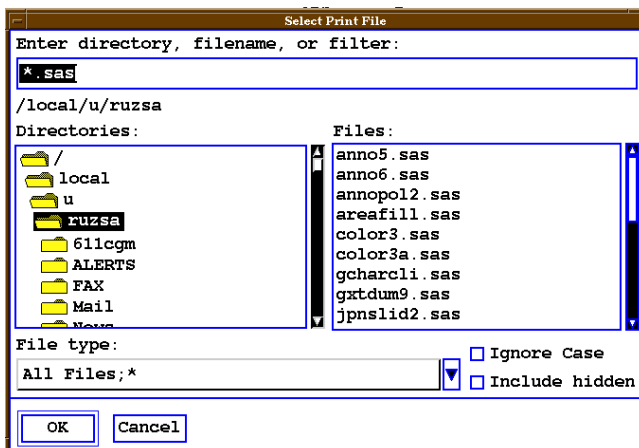 Select Print File
Enter directory, filename, or filter:
*.sas
/local/u/ruzsa
Directories:
/
local
u
ruzsa
611cgm
ALERTS
FAX
Mail
News
Files:
anno5.sas
anno6.sas
annopol2.sas
areafill.sas
color3.sas
color3a.sas
gcharcli.sas
gxtdum9.sas
jpnslid2.sas
File type:
All Files;*
Ignore Case
Include hidden
OK
Cancel